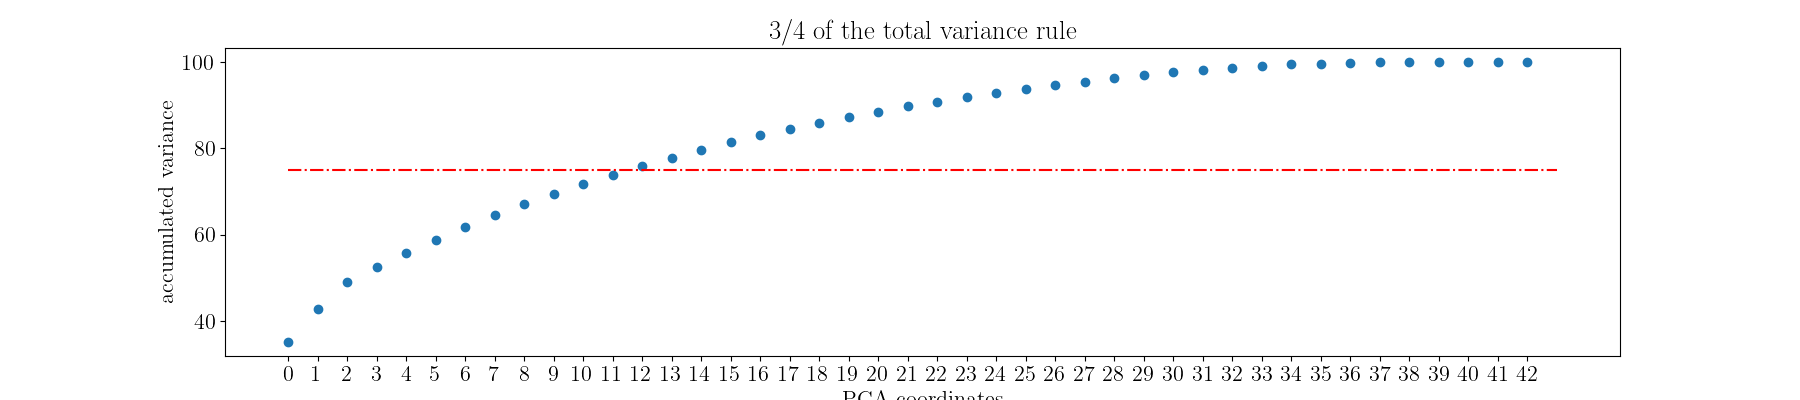 3/4 of the total variance rule
100
80
60
40
accumulated variance
0 1 2 3 4 5 6 7 8 9 10 11 12 13 14 15 16 17 18 19 20 21 22 23 24 25 26 27 28 29 30 31 32 33 34 35 36 37 38 39 40 41 42
PCA coordinates